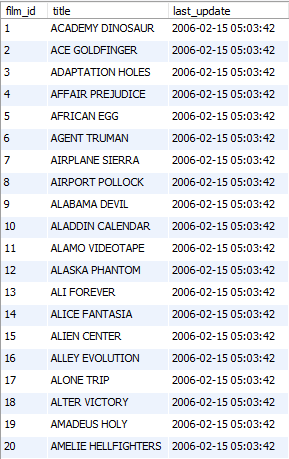 film_id title last_update
1 ACADEMY DINOSAUR 2006-02-15 05:03:42
2 ACE GOLDFINGER 2006-02-15 05:03:42
3 ADAPTATION HOLES 2006-02-15 05:03:42
4 AFFAIR PREJUDICE 2006-02-15 05:03:42
5 AFRICAN EGG 2006-02-15 05:03:42
6 AGENT TRUMAN 2006-02-15 05:03:42
7 AIRPLANE SIERRA 2006-02-15 05:03:42
8 AIRPORT POLLOCK 2006-02-15 05:03:42
9 ALABAMA DEVIL 2006-02-15 05:03:42
10 ALADDIN CALENDAR 2006-02-15 05:03:42
11 ALAMO VIDEOTAPE 2006-02-15 05:03:42
12 ALASKA PHANTOM 2006-02-15 05:03:42
13 ALI FOREVER 2006-02-15 05:03:42
14 ALICE FANTASIA 2006-02-15 05:03:42
15 ALIEN CENTER 2006-02-15 05:03:42
16 ALLEY EVOLUTION 2006-02-15 05:03:42
17 ALONE TRIP 2006-02-15 05:03:42
18 ALTER VICTORY 2006-02-15 05:03:42
19 AMADEUS HOLY 2006-02-15 05:03:42
20 AMELIE HELLFIGHTERS 2006-02-15 05:03:42